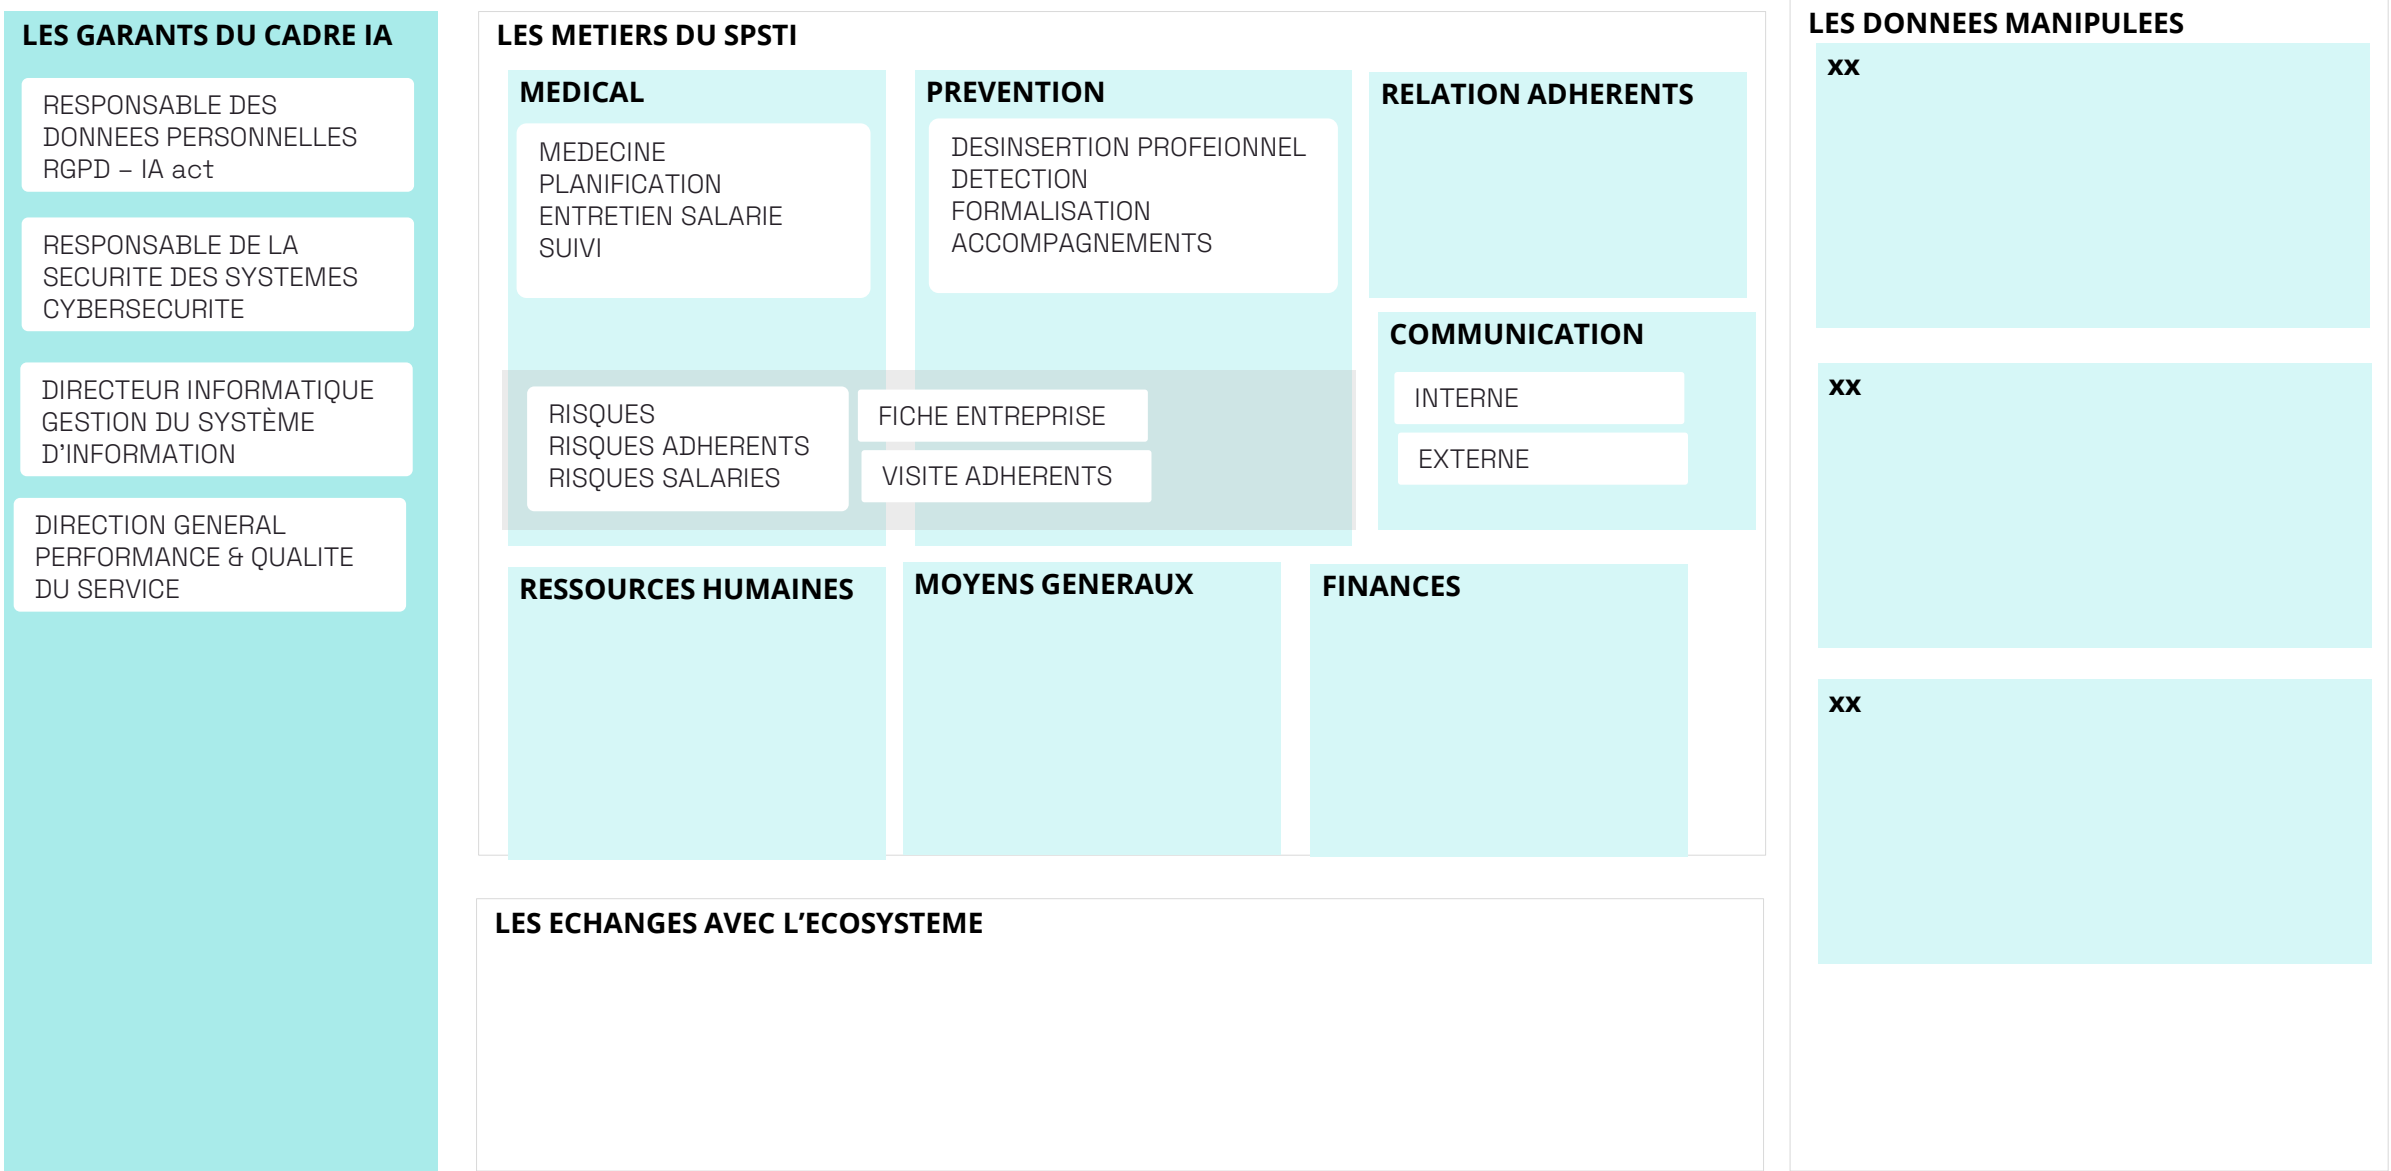 LES GARANTS DU CADRE IA
RESPONSABLE DES
DONNEES PERSONNELLES
RGPD – IA act
RESPONSABLE DE LA
SECURITE DES SYSTEMES
CYBERSECURITE
DIRECTEUR INFORMATIQUE
GESTION DU SYSTÈME
D’INFORMATION
DIRECTION GENERAL
PERFORMANCE & QUALITE
DU SERVICE
LES METIERS DU SPSTI
MEDICAL
MEDECINE
PLANIFICATION
ENTRETIEN SALARIE
SUIVI
PREVENTION
DESINSERTION PROFEIONNEL
DETECTION
FORMALISATION
ACCOMPAGNEMENTS
RISQUES
RISQUES ADHERENTS
RISQUES SALARIES
FICHE ENTREPRISE
VISITE ADHERENTS
RELATION ADHERENTS
COMMUNICATION
INTERNE
EXTERNE
RESSOURCES HUMAINES
MOYENS GENERAUX
FINANCES
LES ECHANGES AVEC L’ECOSYSTEME
LES DONNEES MANIPULEES
xx
xx
xx